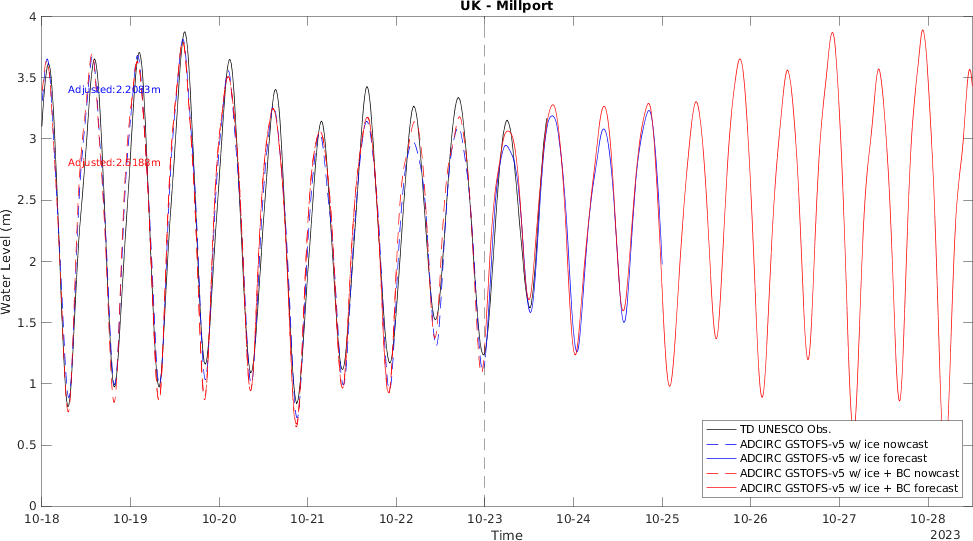 UK - Millport
4
3.5
3
2.5
2
1.5
1
0.5
0
Water Level (m)
Adjusted:2.2083m
Adjusted:2.5188m
TD UNESCO Obs.
ADCIRC GSTOFS-v5 w/ ice nowcast
ADCIRC GSTOFS-v5 w/ ice forecast
ADCIRC GSTOFS-v5 w/ ice + BC nowcast
ADCIRC GSTOFS-v5 w/ ice + BC forecast
10-18 10-19 10-20 10-21 10-22 10-23 10-24 10-25 10-26 10-27 10-28
2023
Time